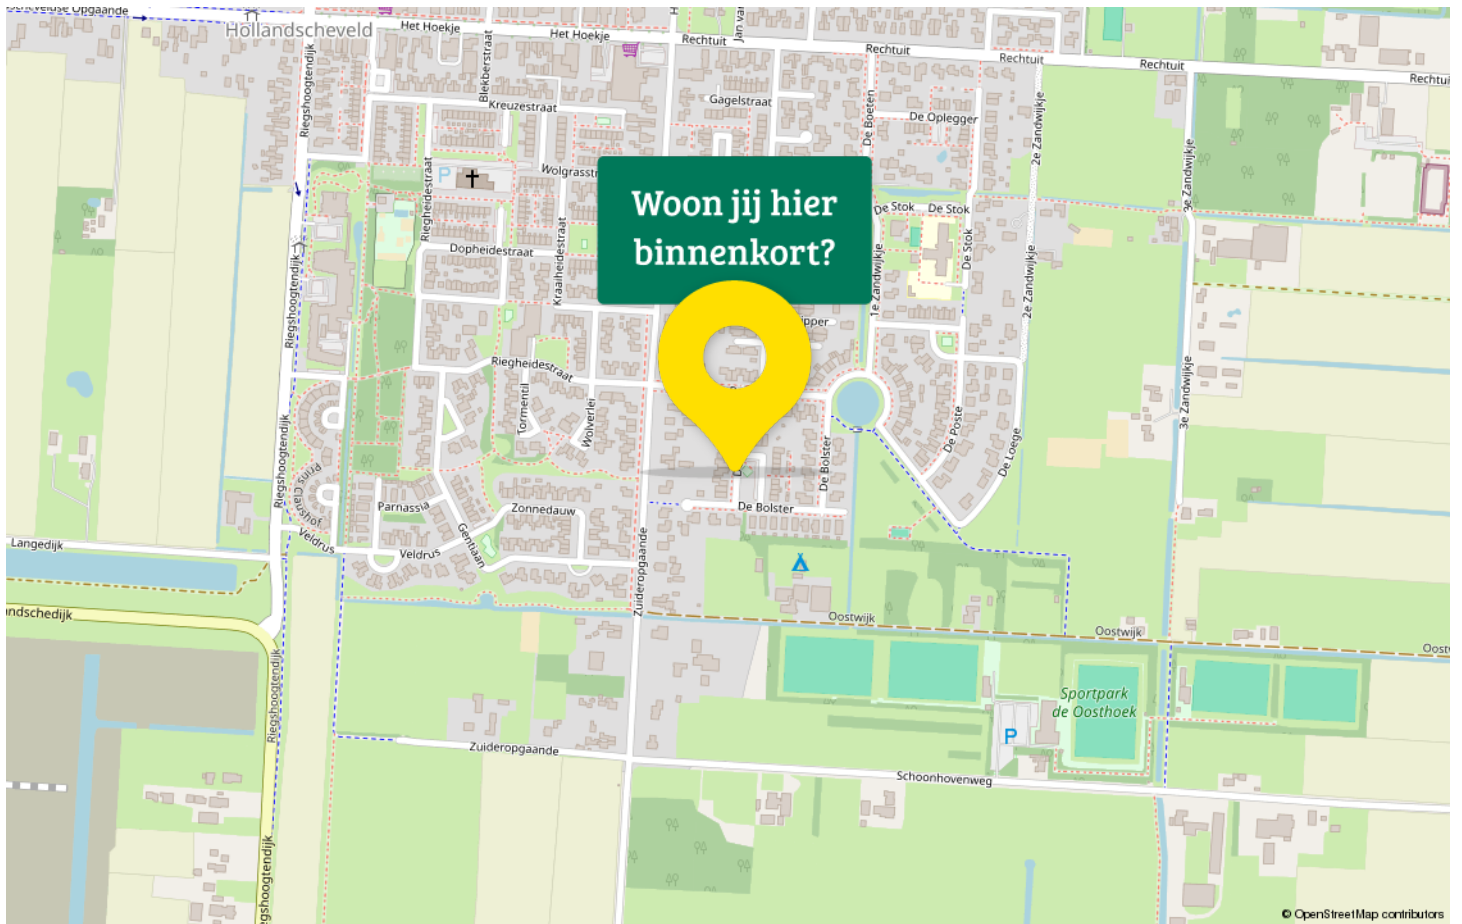 Opgaande
Hollandscheveld
Het Hoekje
Het Hoekje
Rechtuit
Rechtuit
Rechtuit
Rechtuit
Riegshoogtendijk
Blekberstraat
Kreuzestraat
Gagelstraat
De Boeten
De Oplegger
2e Zandwijkje
3e Zandwijkje
P
Riegheidestraat
Woon jij hier
binnenkort?
De Stok
De Stok
De Stok
Dopheidestraat
Kraaiheidestraat
1e Zandwijkje
2e Zandwijkje
Riegshoogtendijk
Riegshoogtendijk
Riegheidestraat
Tormentil
Wolverlei
3e Zandwijkje
De Poste
De Loege
De Bolster
Riegshoogtendijk
Prins Claushof
Parnassia
Zonnedauw
De Bolster
Gentiaan
Veldrus
Veldrus
Langedijk
Zuideropgaande
Oostwijk
Oostwijk
Riegshoogtendijk
Sportpark
de Oosthoek
P
Zuideropgaande
Schoonhovenweg
© OpenStreetMap contributors